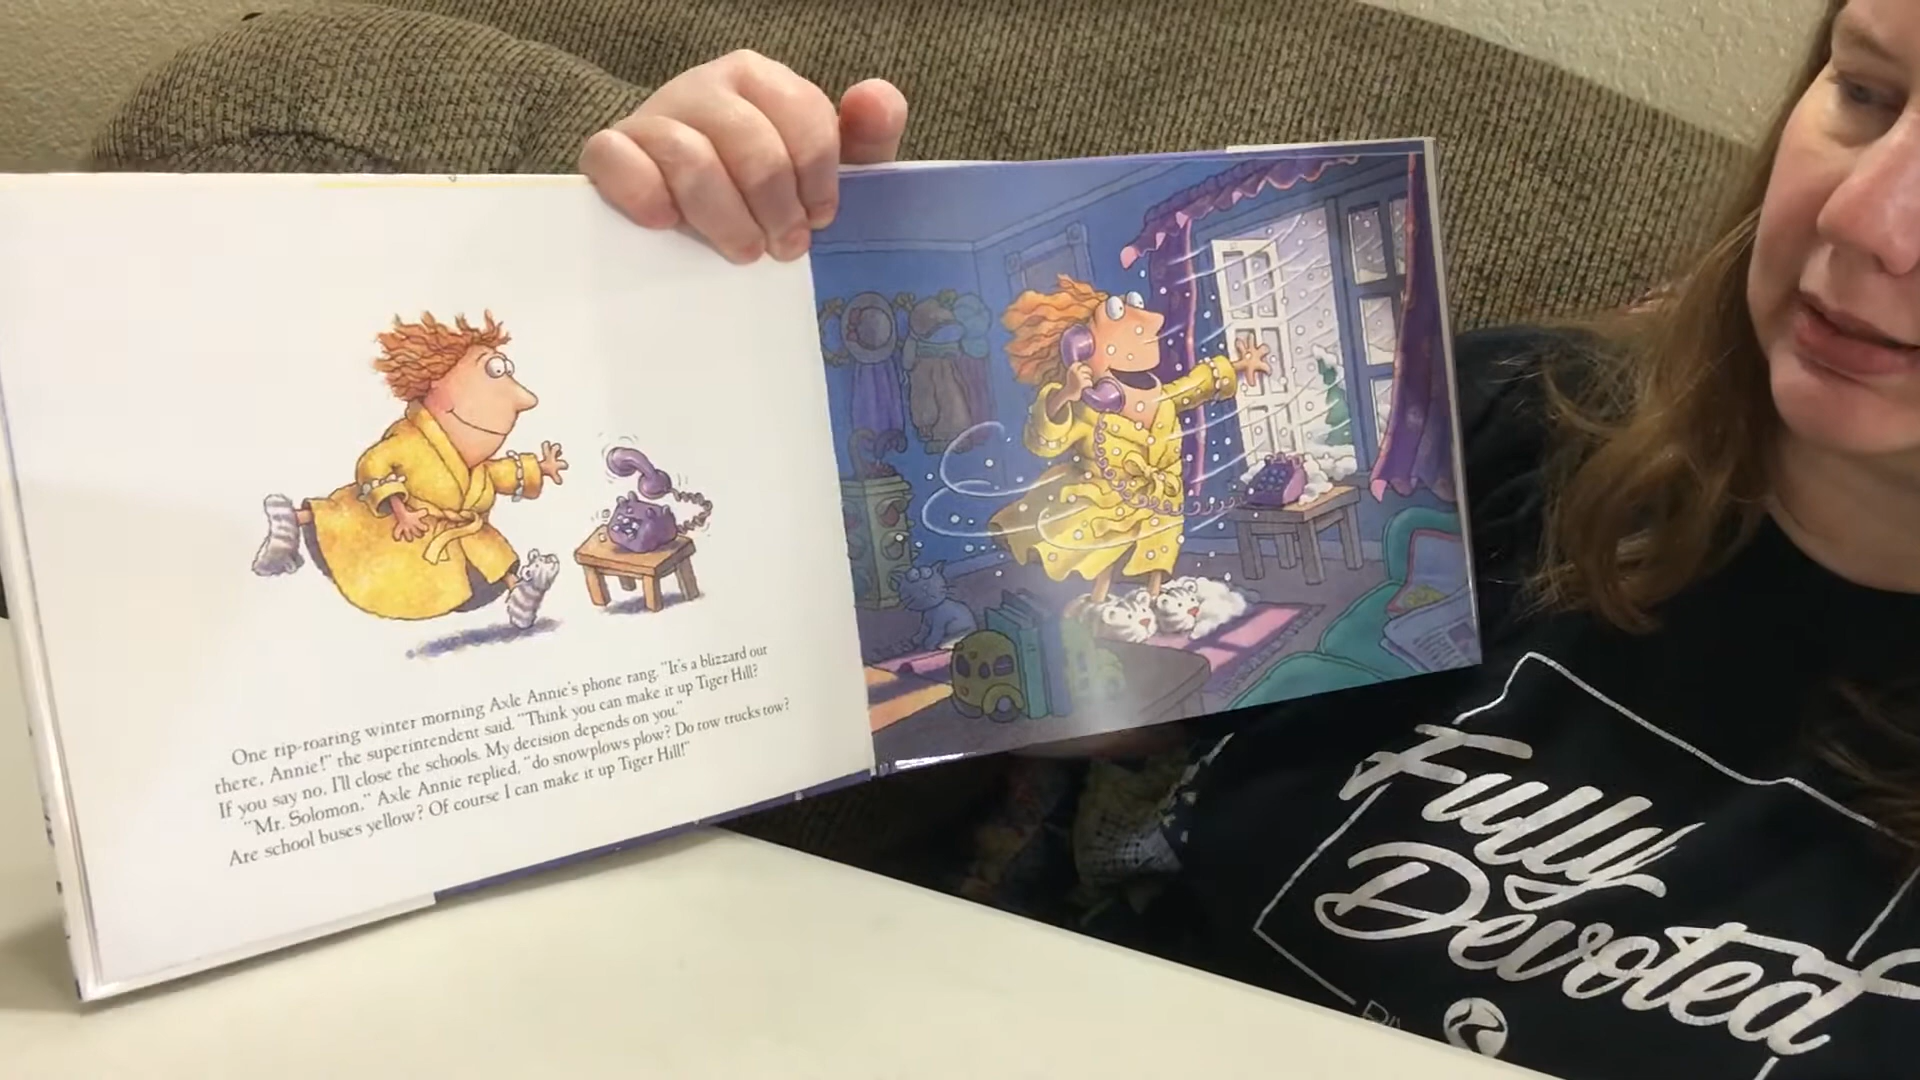 One rip-roaring winter morning Axle Annie's phone rang. "It's a blizzard out
there, Annie!" the superintendent said. "Think you can make it up Tiger Hill?
If you say no, I'll close the schools. My decision depends on you."
"Mr. Solomon," Axle Annie replied, "do snowplows plow? Do tow trucks tow?
Are school buses yellow? Of course I can make it up Tiger Hill!"
Fully
Devoted